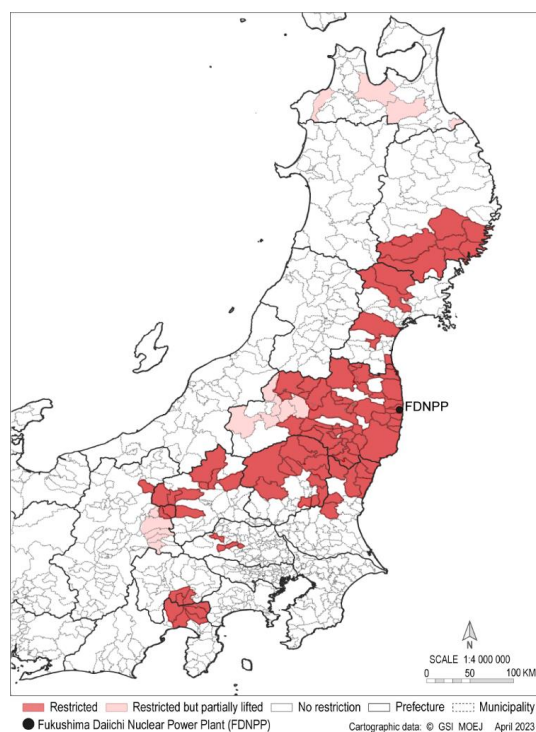 FDNPP
N
SCALE 1:4 000 000
0 50 100 KM
Restricted Restricted but partially lifted No restriction Prefecture Municipality
Fukushima Daiichi Nuclear Power Plant (FDNPP) Cartographic data: © GSI MOEJ April 2023